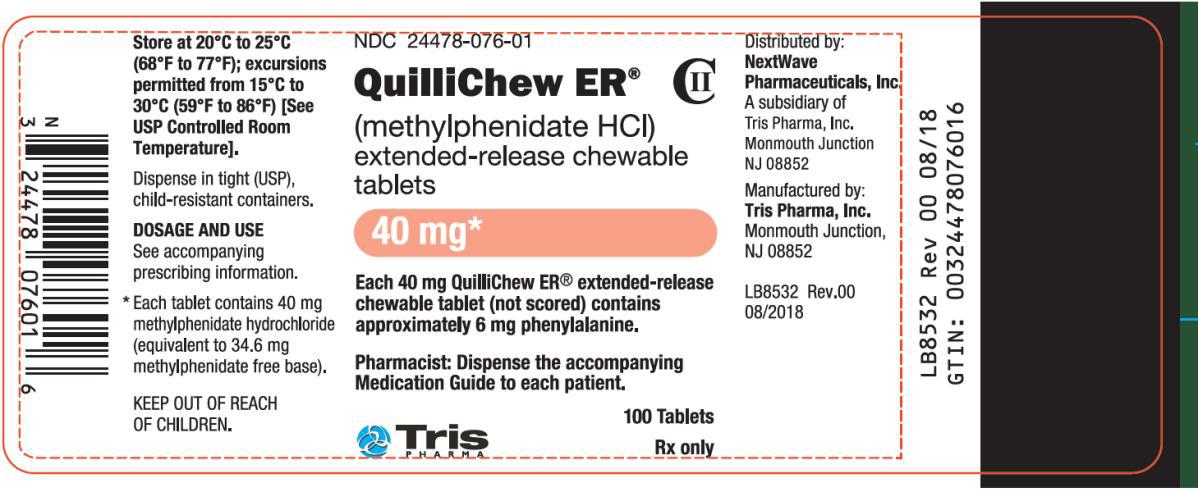 N
3 24478 07601 6
Store at 20°C to 25°C
(68°F to 77°F); excursions
permitted from 15°C to
30°C (59°F to 86°F) [See
USP Controlled Room
Temperature].
Dispense in tight (USP),
child-resistant containers.
DOSAGE AND USE
See accompanying
prescribing information.
* Each tablet contains 40 mg
methylphenidate hydrochloride
(equivalent to 34.6 mg
methylphenidate free base).
KEEP OUT OF REACH
OF CHILDREN.
NDC 24478-076-01
QuilliChew ER® CII
(methylphenidate HCl)
extended-release chewable
tablets
40 mg*
Each 40 mg QuilliChew ER® extended-release
chewable tablet (not scored) contains
approximately 6 mg phenylalanine.
Pharmacist: Dispense the accompanying
Medication Guide to each patient.
100 Tablets
Rx only
Tris
PHARMA
Distributed by:
NextWave
Pharmaceuticals, Inc.
A subsidiary of
Tris Pharma, Inc.
Monmouth Junction
NJ 08852
Manufactured by:
Tris Pharma, Inc.
Monmouth Junction,
NJ 08852
LB8532 Rev.00
08/2018
LB8532 Rev 00 08/18
GTIN: 00324478076016